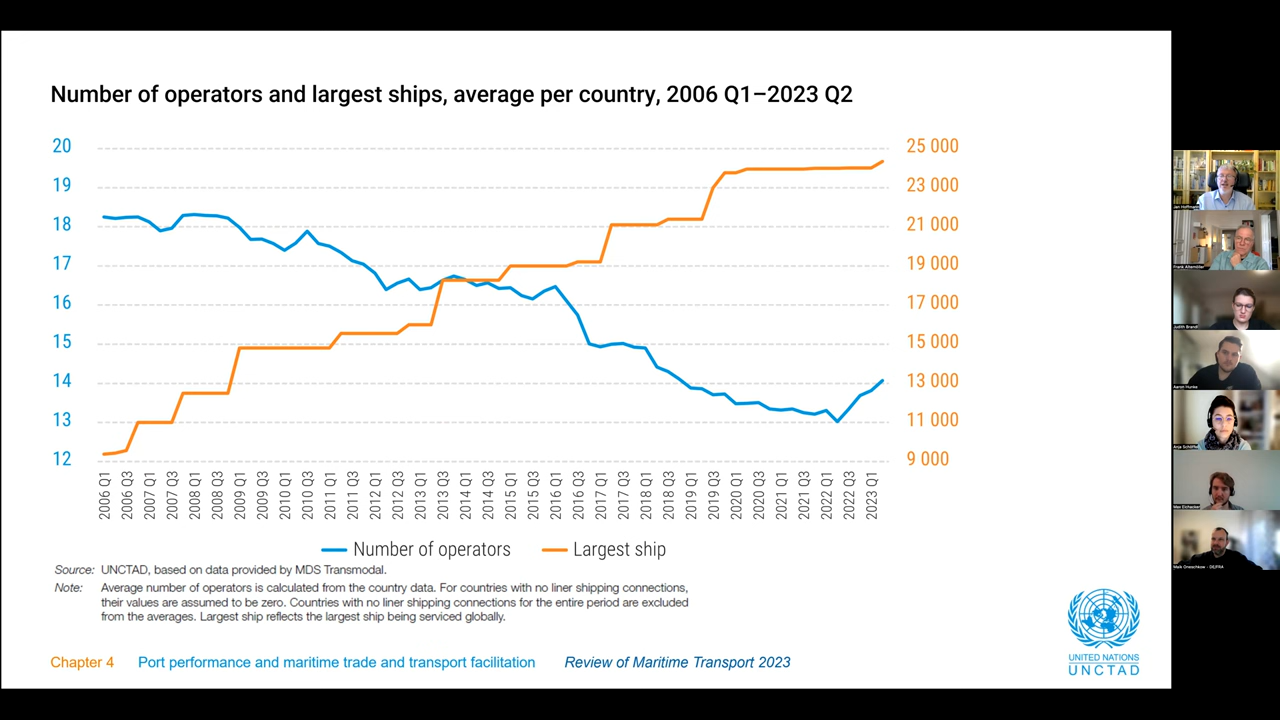 Number of operators and largest ships, average per country, 2006 Q1–2023 Q2
20
19
18
17
16
15
14
13
12
25 000
23 000
21 000
19 000
17 000
15 000
13 000
11 000
9 000
2006 Q1
2006 Q3
2007 Q1
2007 Q3
2008 Q1
2008 Q3
2009 Q1
2009 Q3
2010 Q1
2010 Q3
2011 Q1
2011 Q3
2012 Q1
2012 Q3
2013 Q1
2013 Q3
2014 Q1
2014 Q3
2015 Q1
2015 Q3
2016 Q1
2016 Q3
2017 Q1
2017 Q3
2018 Q1
2018 Q3
2019 Q1
2019 Q3
2020 Q1
2020 Q3
2021 Q1
2021 Q3
2022 Q1
2022 Q3
2023 Q1
Number of operators
Largest ship
Source: UNCTAD, based on data provided by MDS Transmodal.
Note: Average number of operators is calculated from the country data. For countries with no liner shipping connections,
their values are assumed to be zero. Countries with no liner shipping connections for the entire period are excluded
from the averages. Largest ship reflects the largest ship being serviced globally.
Chapter 4 Port performance and maritime trade and transport facilitation Review of Maritime Transport 2023
UNITED NATIONS
UNCTAD
Jan Hoffmann
Judith Brand
Aaron Hunke
Max Eichacker